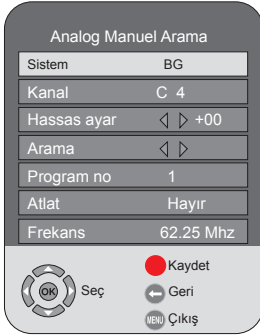 Analog Manuel Arama
Sistem BG
Kanal C 4
Hassas ayar +00
Arama
Program no 1
Atlat Hayır
Frekans 62.25 Mhz
Kaydet
OK Seç
Geri
MENU Çıkış